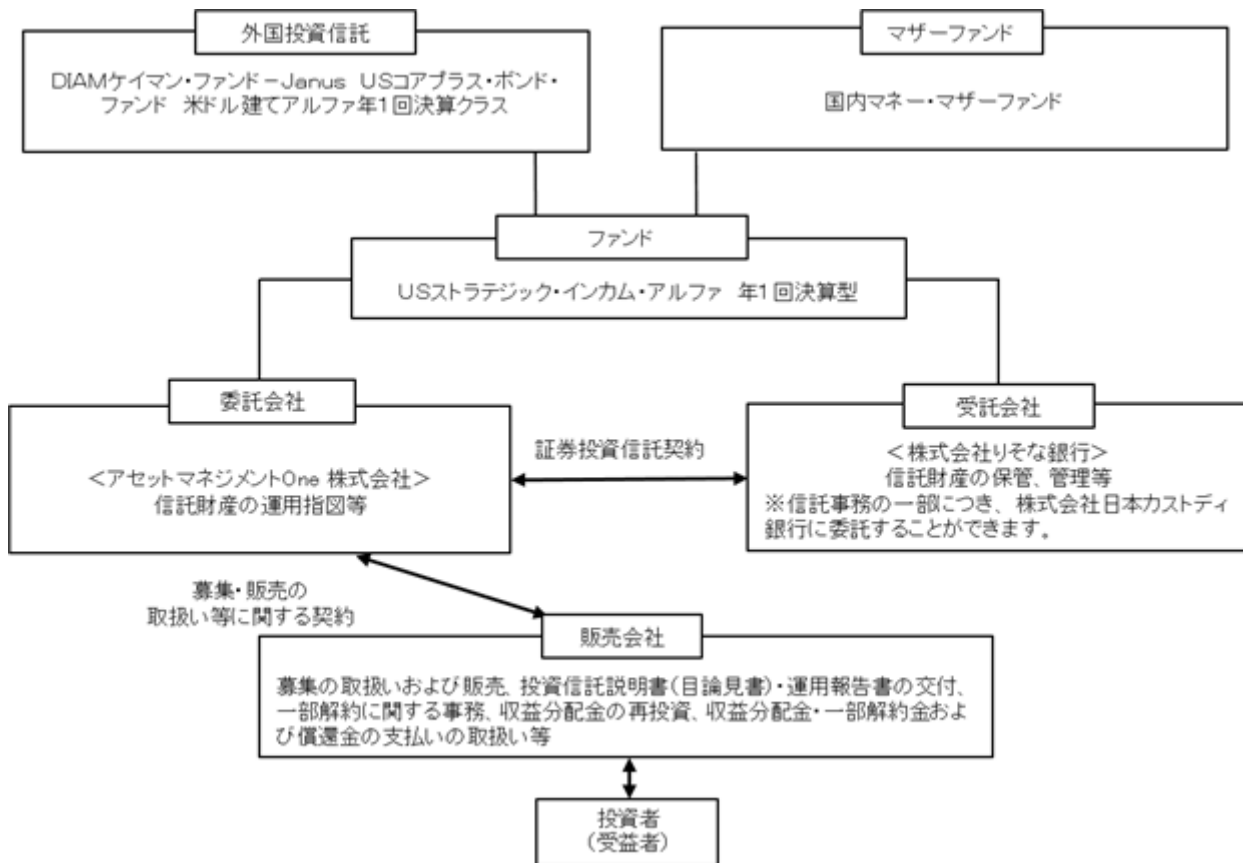 外国投資信託
DIAMケイマン・ファンド－Janus USコアプラス・ボンド・
ファンド 米ドル建てアルファ年1回決算クラス
マザーファンド
国内マネー・マザーファンド
ファンド
USストラテジック・インカム・アルファ 年1回決算型
委託会社
＜アセットマネジメントOne 株式会社＞
信託財産の運用指図等
証券投資信託契約
受託会社
＜株式会社りそな銀行＞
信託財産の保管、管理等
※信託事務の一部につき、株式会社日本カストディ
銀行に委託することができます。
募集・販売の
取扱い等に関する契約
販売会社
募集の取扱いおよび販売、投資信託説明書(目論見書)・運用報告書の交付、
一部解約に関する事務、収益分配金の再投資、収益分配金・一部解約金およ
び償還金の支払いの取扱い等
投資者
(受益者)